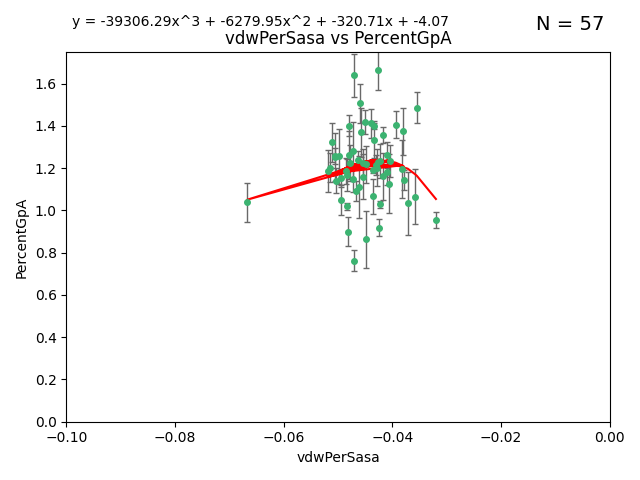 y = -39306.29x^3 + -6279.95x^2 + -320.71x + -4.07
N = 57
vdwPerSasa vs PercentGpA
PercentGpA
1.6
1.4
1.2
1.0
0.8
0.6
0.4
0.2
0.0
−0.10 −0.08 −0.06 −0.04 −0.02 0.00
vdwPerSasa